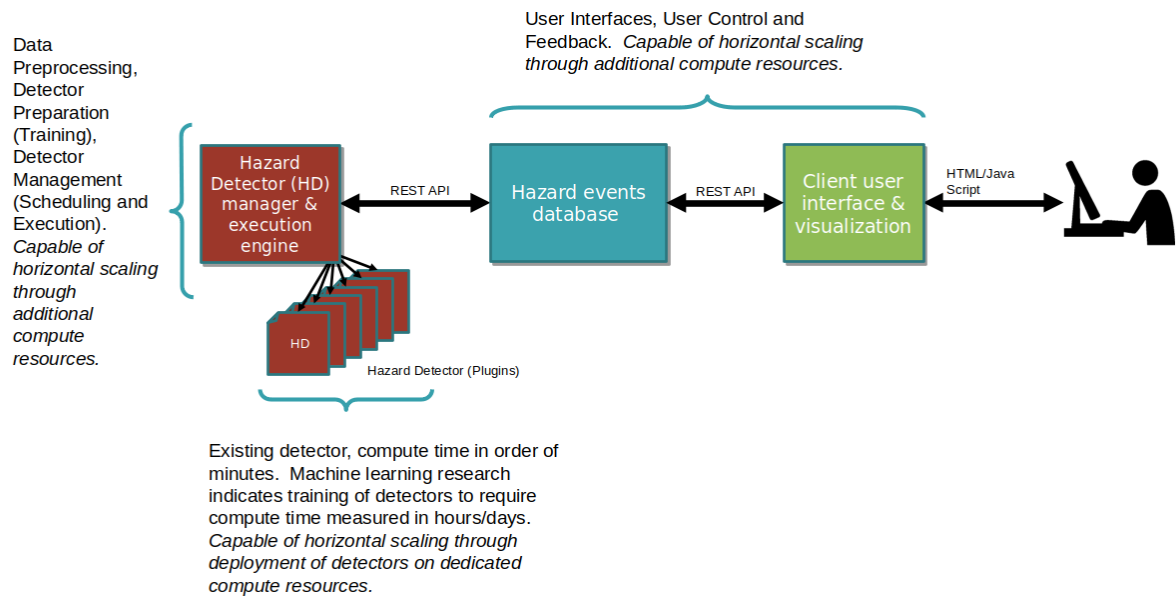 User Interfaces, User Control and
Feedback.  Capable of horizontal scaling
through additional compute resources.
Data
Preprocessing,
Detector
Preparation
(Training),
Detector
Management
(Scheduling and
Execution).
Capable of
horizontal scaling
through
additional
compute
resources.
Hazard
Detector (HD)
manager &
execution
engine
REST API
Hazard events
database
REST API
Client user
interface &
visualization
HTML/Java
Script
HD
Hazard Detector (Plugins)
Existing detector, compute time in order of
minutes.  Machine learning research
indicates training of detectors to require
compute time measured in hours/days.
Capable of horizontal scaling through
deployment of detectors on dedicated
compute resources.